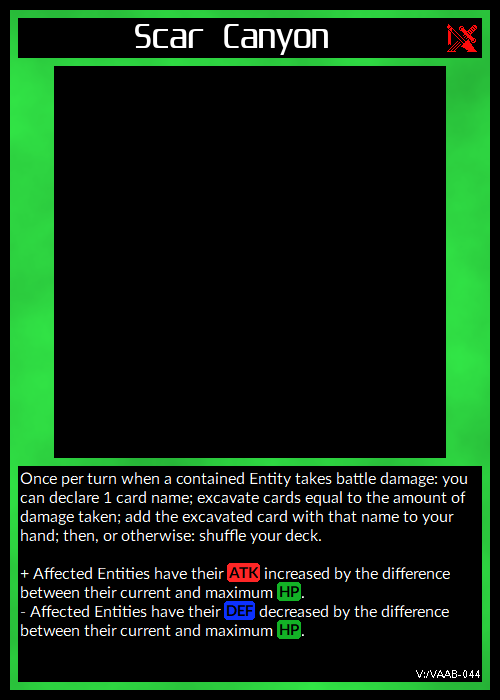 Scar Canyon
Once per turn when a contained Entity takes battle damage: you
can declare 1 card name; excavate cards equal to the amount of
damage taken; add the excavated card with that name to your
hand; then, or otherwise: shuffle your deck.
+ Affected Entities have their ATK increased by the difference
between their current and maximum HP.
- Affected Entities have their DEF decreased by the difference
between their current and maximum HP.
V:/VAAB-044